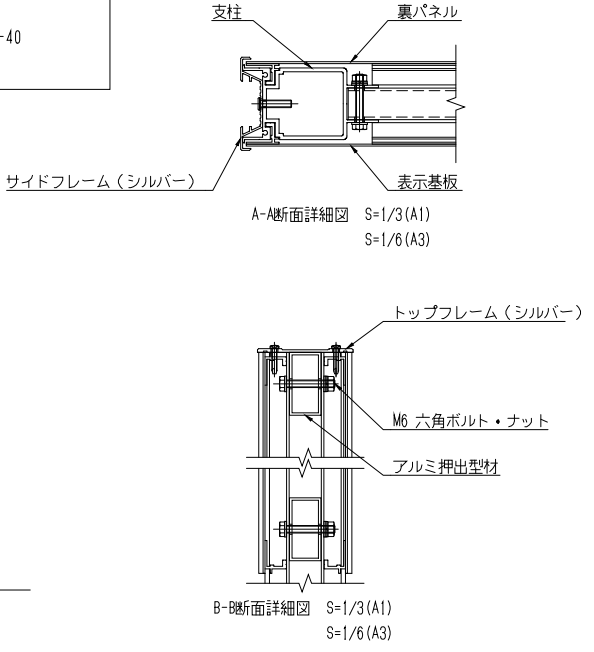 -40
支柱
裏パネル
サイドフレーム（シルバー）
表示基板
A-A断面詳細図 S=1/3(A1)
S=1/6(A3)
トップフレーム（シルバー）
M6 六角ボルト・ナット
アルミ押出型材
B-B断面詳細図 S=1/3(A1)
S=1/6(A3)